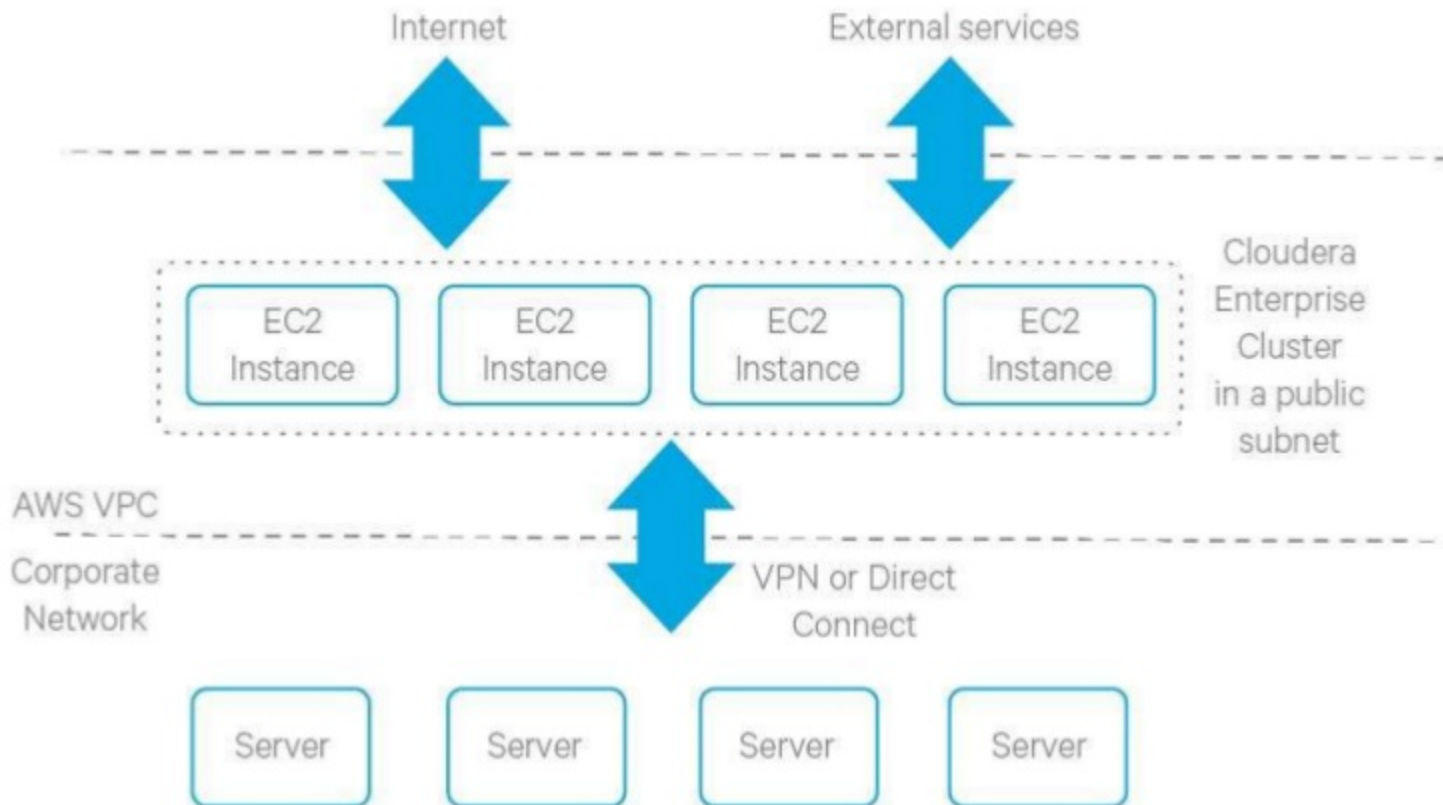 Internet
External services
EC2
Instance
EC2
Instance
EC2
Instance
EC2
Instance
Cloudera
Enterprise
Cluster
in a public
subnet
AWS VPC
Corporate
Network
VPN or Direct
Connect
Server
Server
Server
Server